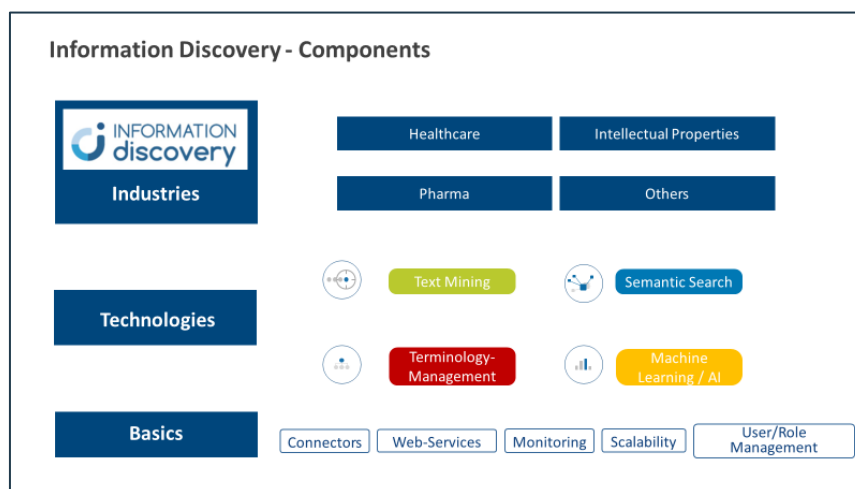 Information Discovery - Components
INFORMATION
discovery
Industries
Healthcare
Intellectual Properties
Pharma
Others
Technologies
Text Mining
Semantic Search
Terminology-
Management
Machine
Learning / AI
Basics
Connectors
Web-Services
Monitoring
Scalability
User/Role
Management